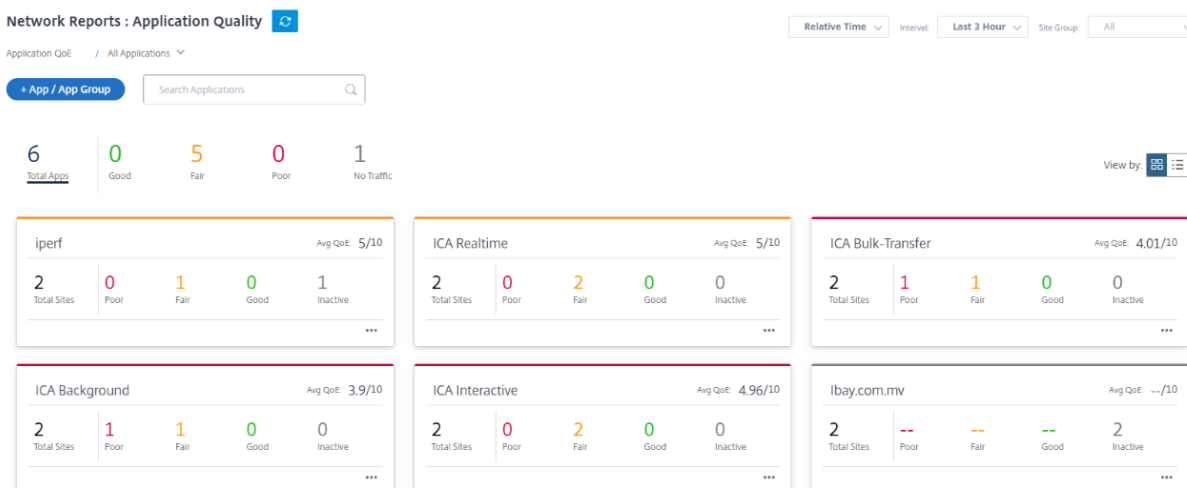 Network Reports : Application Quality
Relative Time Interval: Last 3 Hour Site Group: All
Application QoE / All Applications
+ App / App Group Search Applications
6 0 5 0 1
Total Apps Good Fair Poor No Traffic
View by:
iperf Avg QoE: 5/10
2 0 1 0 1
Total Sites Poor Fair Good Inactive
...
ICA Realtime Avg QoE: 5/10
2 0 2 0 0
Total Sites Poor Fair Good Inactive
...
ICA Bulk-Transfer Avg QoE: 4.01/10
2 1 1 0 0
Total Sites Poor Fair Good Inactive
...
ICA Background Avg QoE: 3.9/10
2 1 1 0 0
Total Sites Poor Fair Good Inactive
...
ICA Interactive Avg QoE: 4.96/10
2 0 2 0 0
Total Sites Poor Fair Good Inactive
...
Ibay.com.mv Avg QoE: --/10
2 -- -- -- 2
Total Sites Poor Fair Good Inactive
...